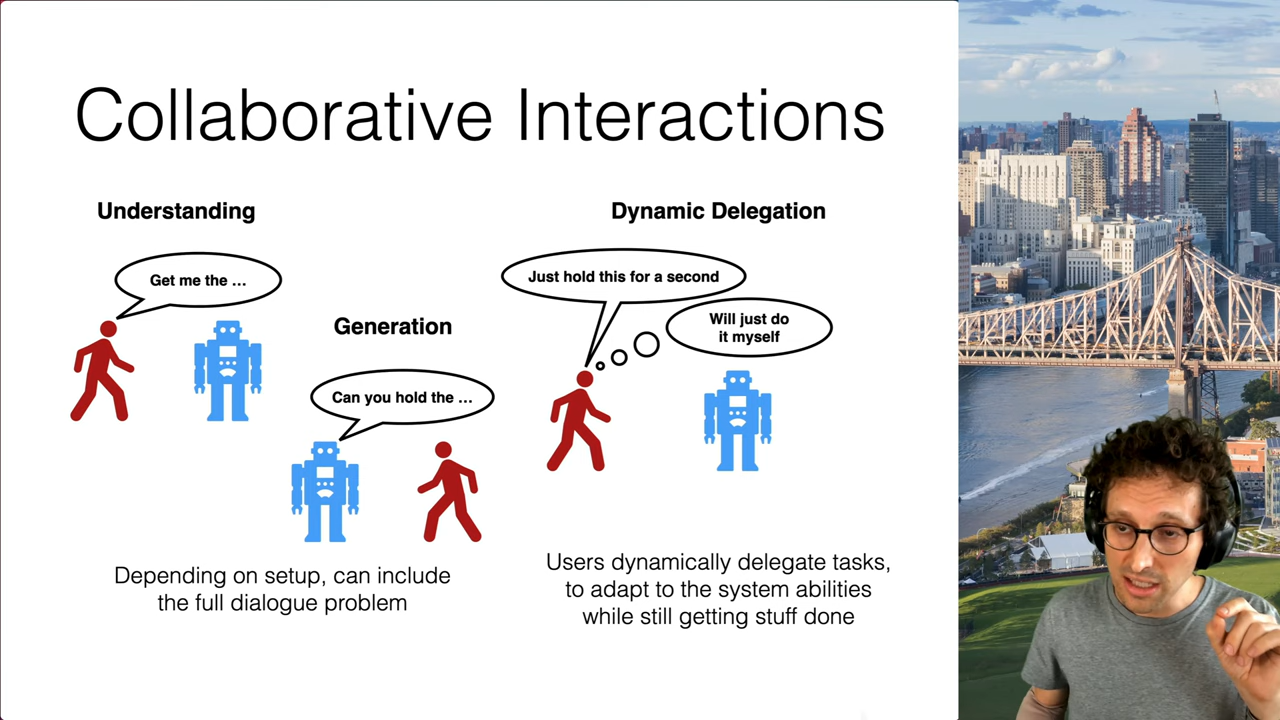 Collaborative Interactions
Understanding
Get me the …
Generation
Can you hold the …
Depending on setup, can include
the full dialogue problem
Dynamic Delegation
Just hold this for a second
Will just do
it myself
Users dynamically delegate tasks,
to adapt to the system abilities
while still getting stuff done